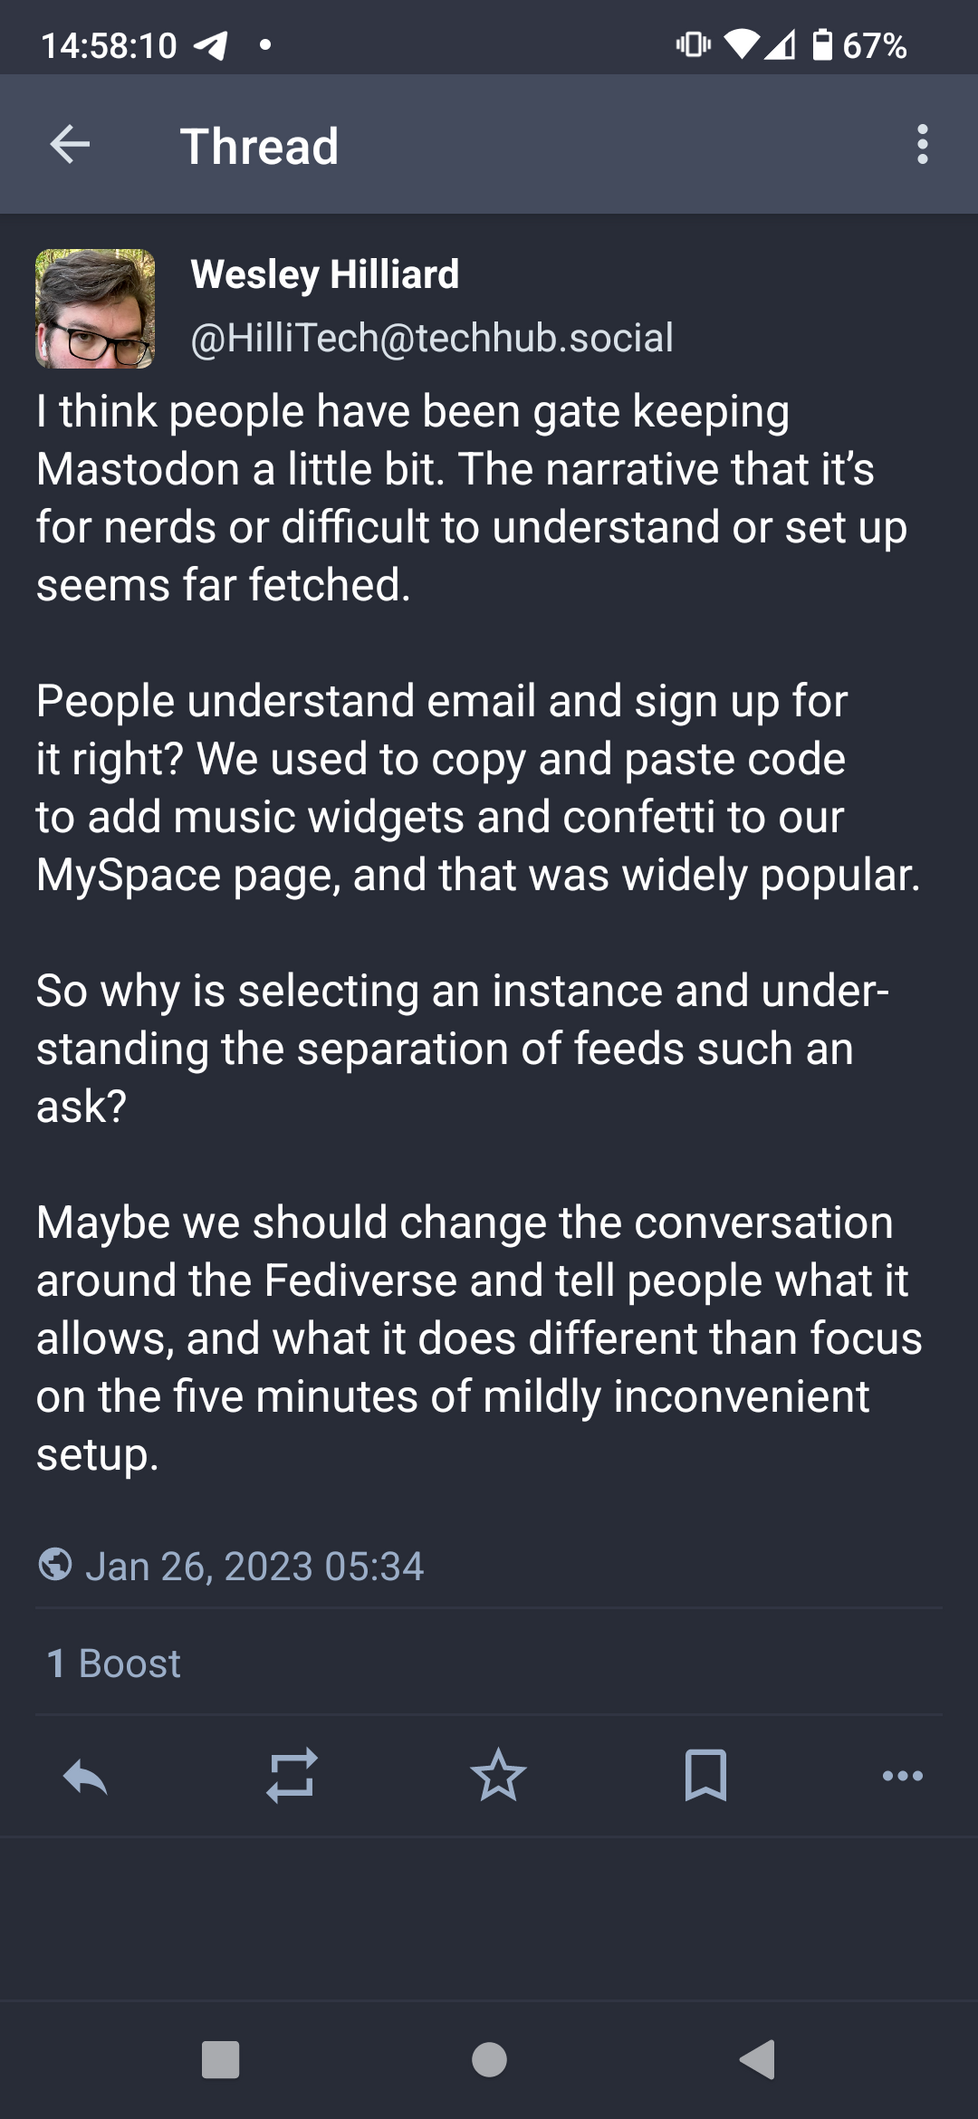 14:58:10
67%
Thread
Wesley Hilliard
@HilliTech@techhub.social
I think people have been gate keeping
Mastodon a little bit. The narrative that it’s
for nerds or difficult to understand or set up
seems far fetched.
People understand email and sign up for
it right? We used to copy and paste code
to add music widgets and confetti to our
MySpace page, and that was widely popular.
So why is selecting an instance and under-
standing the separation of feeds such an
ask?
Maybe we should change the conversation
around the Fediverse and tell people what it
allows, and what it does different than focus
on the five minutes of mildly inconvenient
setup.
Jan 26, 2023 05:34
1 Boost